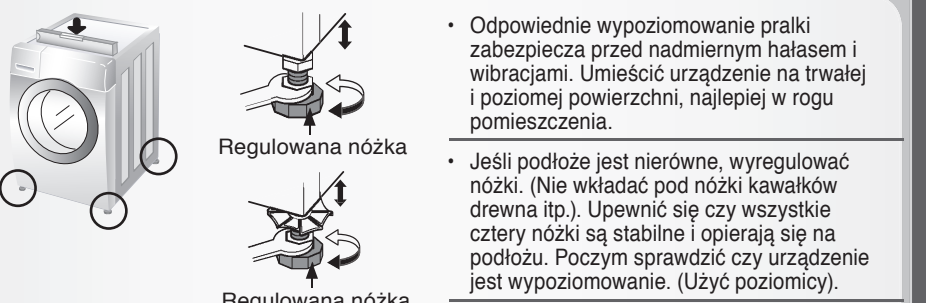 Regulowana nóżka
Regulowana nóżka
• Odpowiednie wypoziomowanie pralki
zabezpiecza przed nadmiernym hałasem i
wibracjami. Umieścić urządzenie na trwałej
i poziomej powierzchni, najlepiej w rogu
pomieszczenia.
• Jeśli podłoże jest nierówne, wyregulować
nóżki. (Nie wkładać pod nóżki kawałków
drewna itp.). Upewnić się czy wszystkie
cztery nóżki są stabilne i opierają się na
podłożu. Poczym sprawdzić czy urządzenie
jest wypoziomowanie. (Użyć poziomicy).